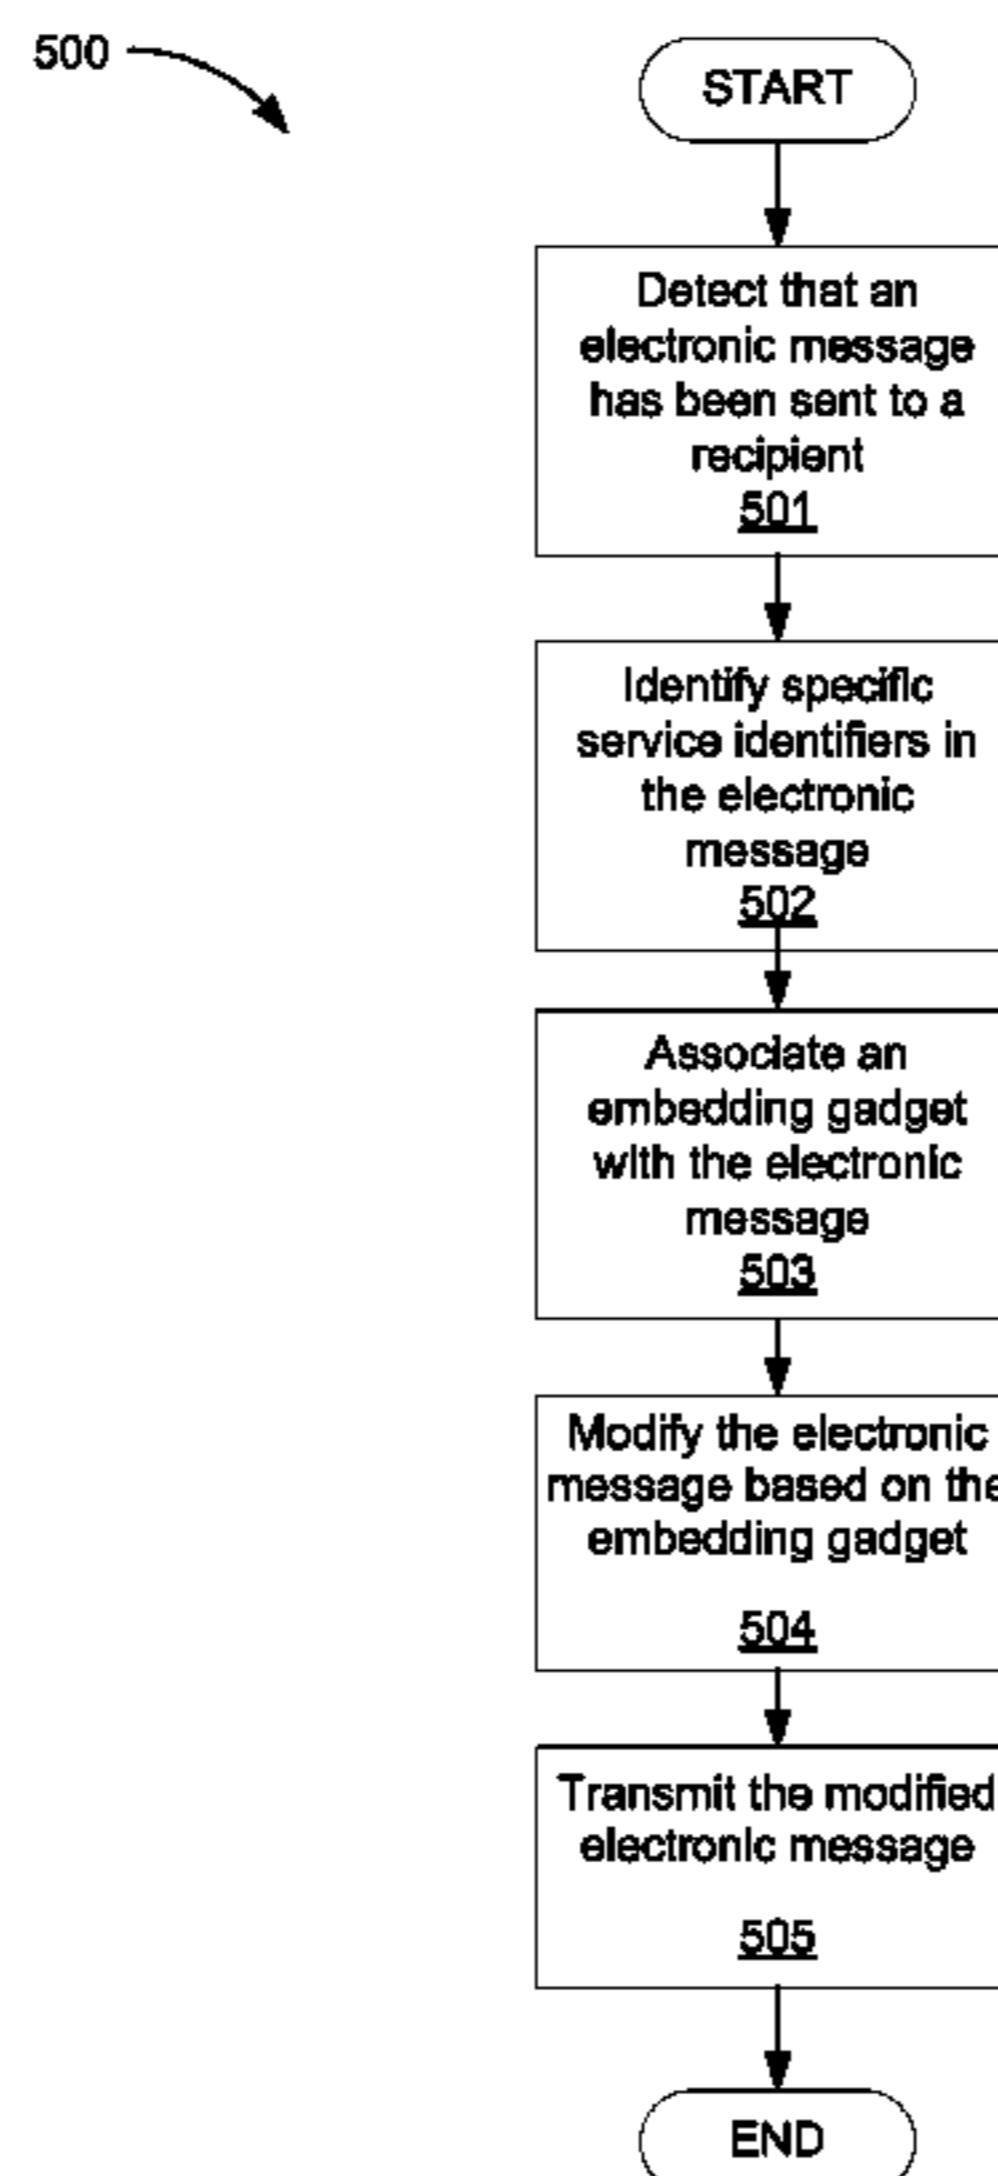 500
START
Detect that an
electronic message
has been sent to a
recipient
501
Identify specific
service identifiers in
the electronic
message
502
Associate an
embedding gadget
with the electronic
message
503
Modify the electronic
message based on the
embedding gadget
504
Transmit the modified
electronic message
505
END